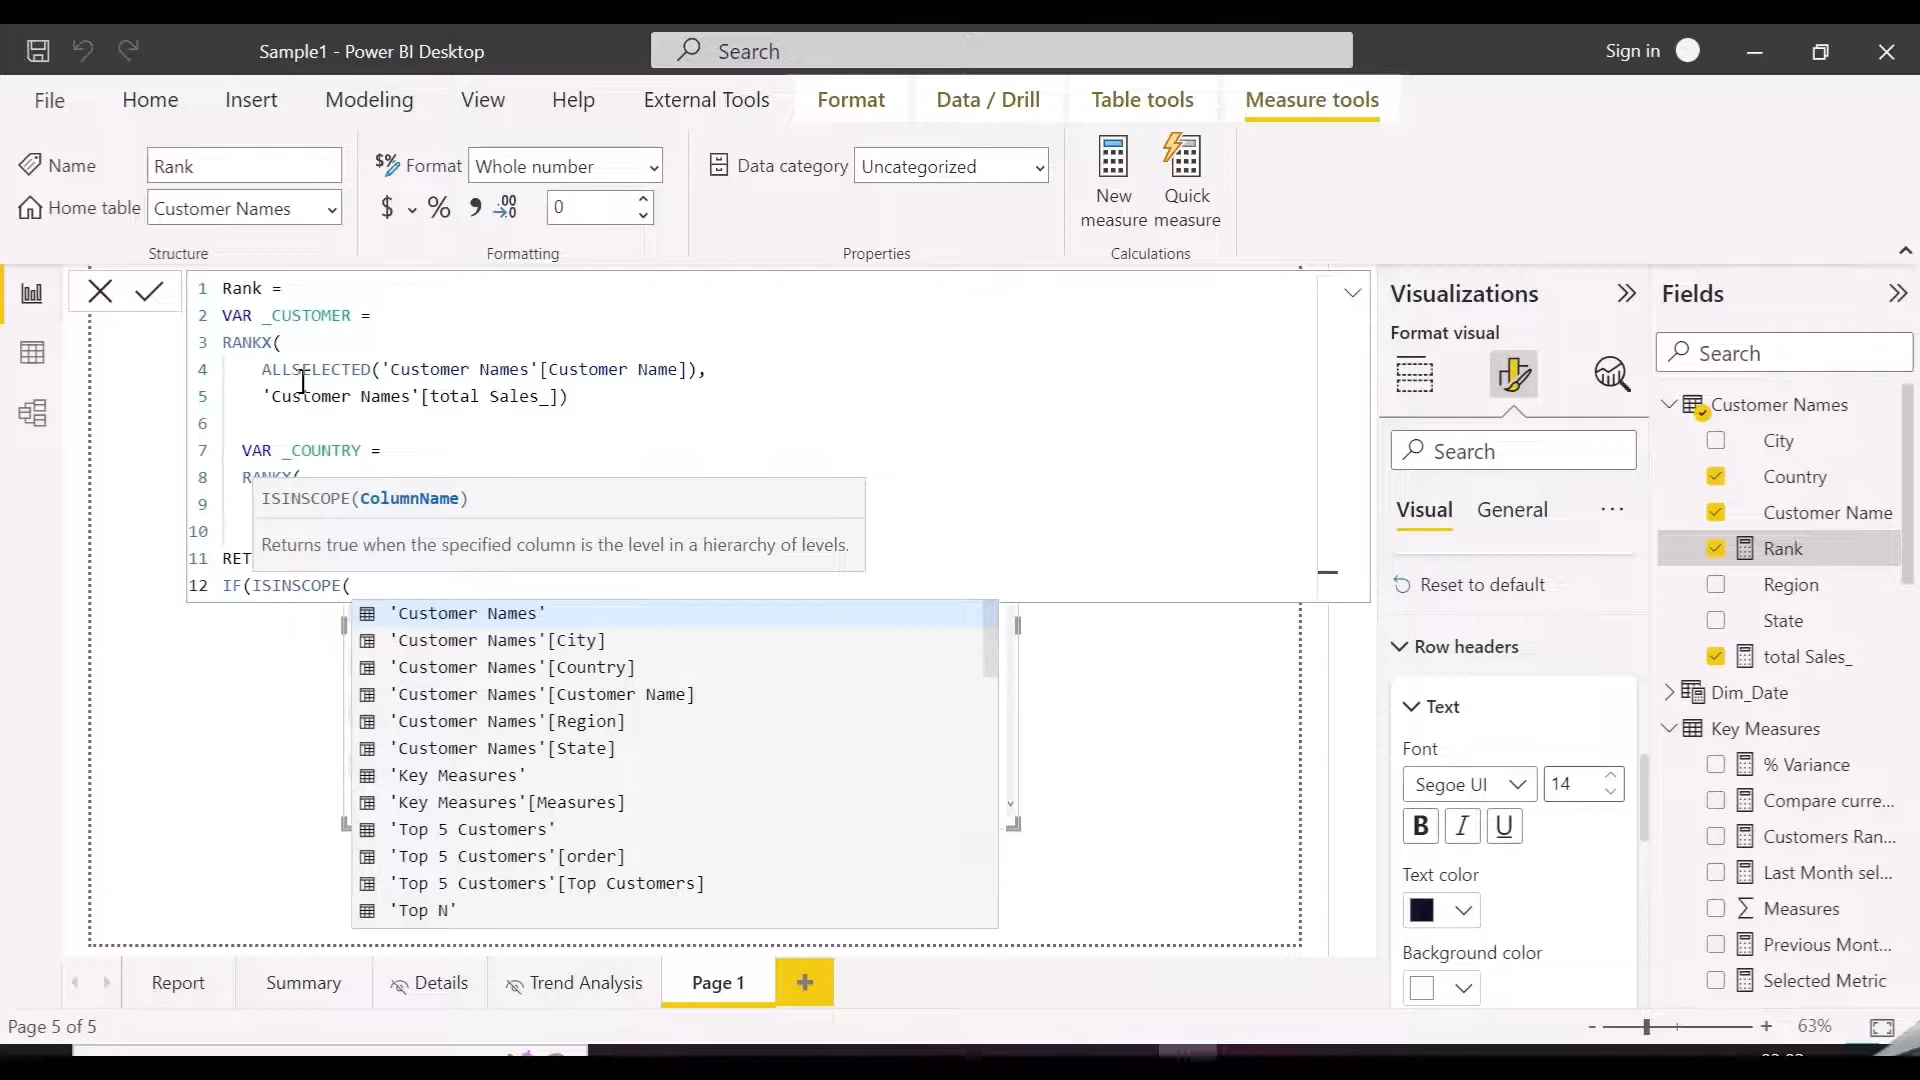 Sample1 - Power BI Desktop
Search
Sign in
File
Home
Insert
Modeling
View
Help
External Tools
Format
Data / Drill
Table tools
Measure tools
Name
Rank
Format
Whole number
Data category
Uncategorized
New measure
Quick measure
Home table
Customer Names
$
%
0
Structure
Formatting
Properties
Calculations
1 Rank =
2 VAR _CUSTOMER =
3 RANKX(
4 ALLSELECTED('Customer Names'[Customer Name]),
5 'Customer Names'[total Sales_])
6
7 VAR _COUNTRY =
8 RANKX(
9
10
11 RET
12 IF(ISINSCOPE(
ISINSCOPE(ColumnName)
Returns true when the specified column is the level in a hierarchy of levels.
'Customer Names'
'Customer Names'[City]
'Customer Names'[Country]
'Customer Names'[Customer Name]
'Customer Names'[Region]
'Customer Names'[State]
'Key Measures'
'Key Measures'[Measures]
'Top 5 Customers'
'Top 5 Customers'[order]
'Top 5 Customers'[Top Customers]
'Top N'
Visualizations
Format visual
Search
Visual
General
...
Reset to default
Row headers
Text
Font
Segoe UI
14
B
I
U
Text color
Background color
Fields
Search
Customer Names
City
Country
Customer Name
Rank
Region
State
total Sales_
Dim_Date
Key Measures
% Variance
Compare curre...
Customers Ran...
Last Month sel...
Measures
Previous Mont...
Selected Metric
Report
Summary
Details
Trend Analysis
Page 1
+
Page 5 of 5
-
+
63%